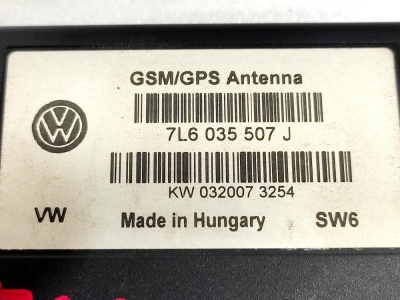 GSM/GPS Antenna
7L6 035 507 J
KW 032007 3254
VW Made in Hungary SW6